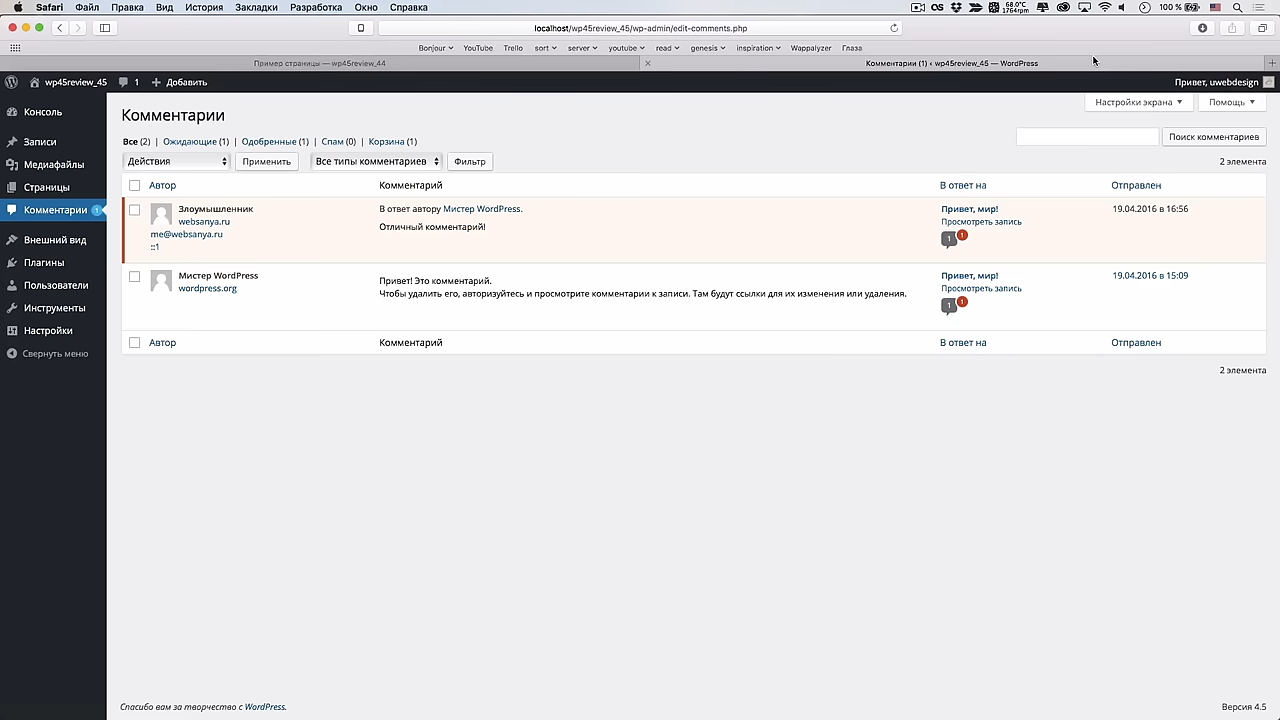 Safari Файл Правка Вид История Закладки Разработка Окно Справка
68.0°C
1764rpm
100 %
localhost/wp45review_45/wp-admin/edit-comments.php
Bonjour YouTube Trello sort server youtube read genesis inspiration Wappalyzer Глаза
Пример страницы — wp45review_44
Комментарии (1) ‹ wp45review_45 — WordPress
wp45review_45 1 Добавить
Привет, uwebdesign
Консоль
Записи
Медиафайлы
Страницы
Комментарии 1
Внешний вид
Плагины
Пользователи
Инструменты
Настройки
Свернуть меню
Настройки экрана
Помощь
Комментарии
Все (2) | Ожидающие (1) | Одобренные (1) | Спам (0) | Корзина (1)
Поиск комментариев
Действия Применить Все типы комментариев Фильтр
2 элемента
Автор Комментарий В ответ на Отправлен
Злоумышленник
websanya.ru
me@websanya.ru
::1
В ответ автору Мистер WordPress.
Отличный комментарий!
Привет, мир!
Просмотреть запись
1 1
19.04.2016 в 16:56
Мистер WordPress
wordpress.org
Привет! Это комментарий.
Чтобы удалить его, авторизуйтесь и просмотрите комментарии к записи. Там будут ссылки для их изменения или удаления.
Привет, мир!
Просмотреть запись
1 1
19.04.2016 в 15:09
Автор Комментарий В ответ на Отправлен
2 элемента
Спасибо вам за творчество с WordPress.
Версия 4.5